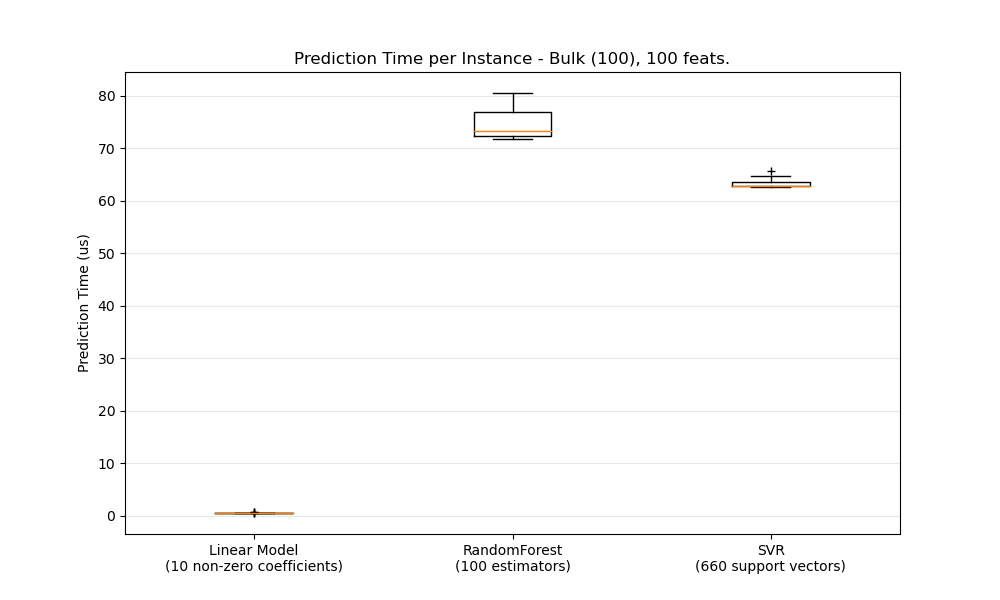 Prediction Time per Instance - Bulk (100), 100 feats.
Prediction Time (us)
80
70
60
50
40
30
20
10
0
Linear Model
(10 non-zero coefficients)
RandomForest
(100 estimators)
SVR
(660 support vectors)